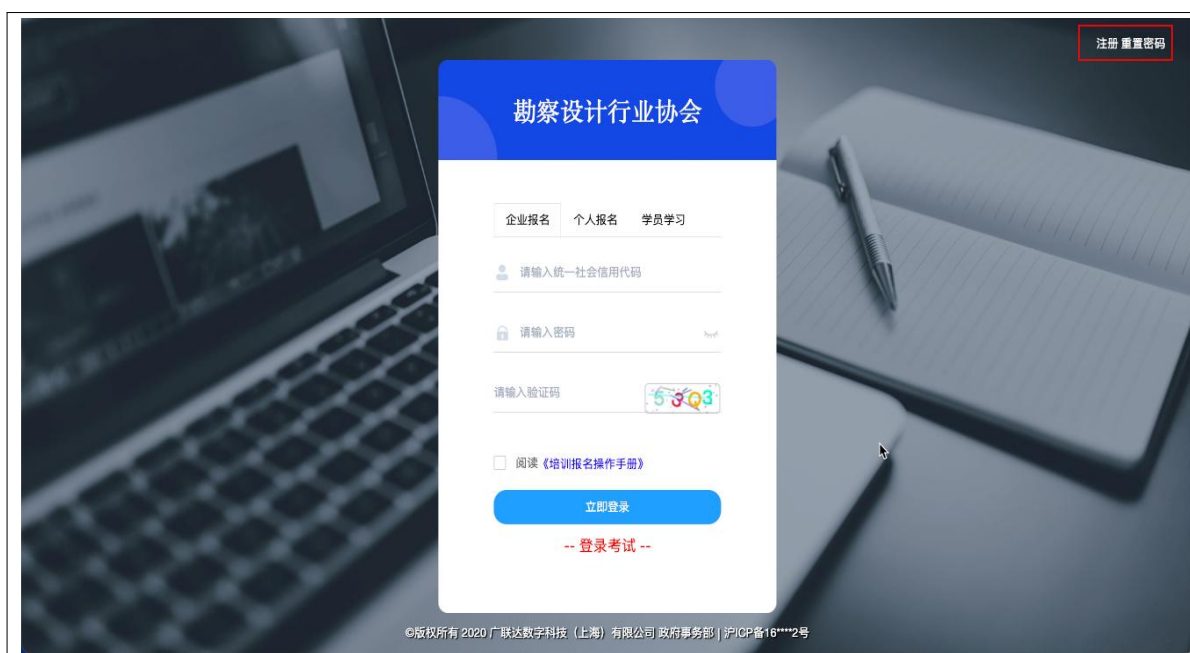 注册 重置密码
勘察设计行业协会
企业报名 个人报名 学员学习
请输入统一社会信用代码
请输入密码
请输入验证码 53Q3
阅读《培训报名操作手册》
立即登录
-- 登录考试 --
©版权所有 2020 广联达数字科技（上海）有限公司 政府事务部 | 沪ICP备16****2号